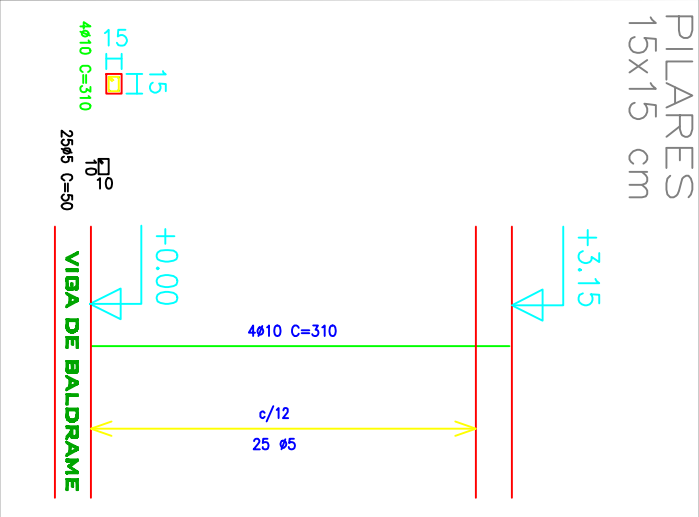 PILARES
15x15 cm
15
15
4ø10 C=310
10
10
25ø5 C=50
+3.15
+0.00
4ø10 C=310
c/12
25 ø5
VIGA DE BALDRAME